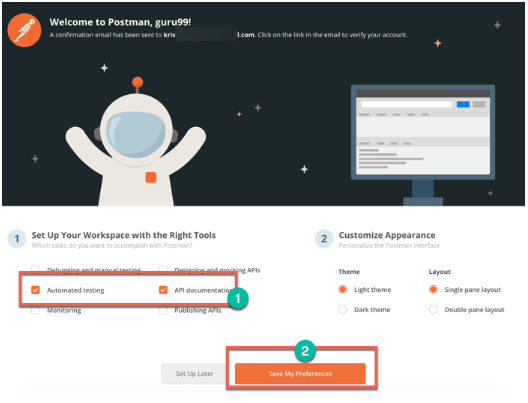 Welcome to Postman, guru99!
A confirmation email has been sent to kris l.com. Click on the link in the email to verify your account.
1 Set Up Your Workspace with the Right Tools
Which tasks do you want to accomplish with Postman?
Debugging and manual testing Designing and mocking APIs
Automated testing API documentation
1
Monitoring Publishing APIs
2 Customize Appearance
Personalize the Postman interface
Theme Layout
Light theme Single pane layout
Dark theme Double pane layout
2
Set Up Later Save My Preferences